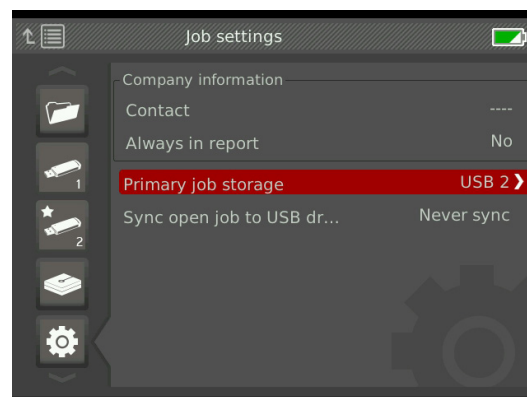 Job settings
Company information
Contact ----
Always in report No
1
Primary job storage USB 2
Sync open job to USB dr... Never sync
2